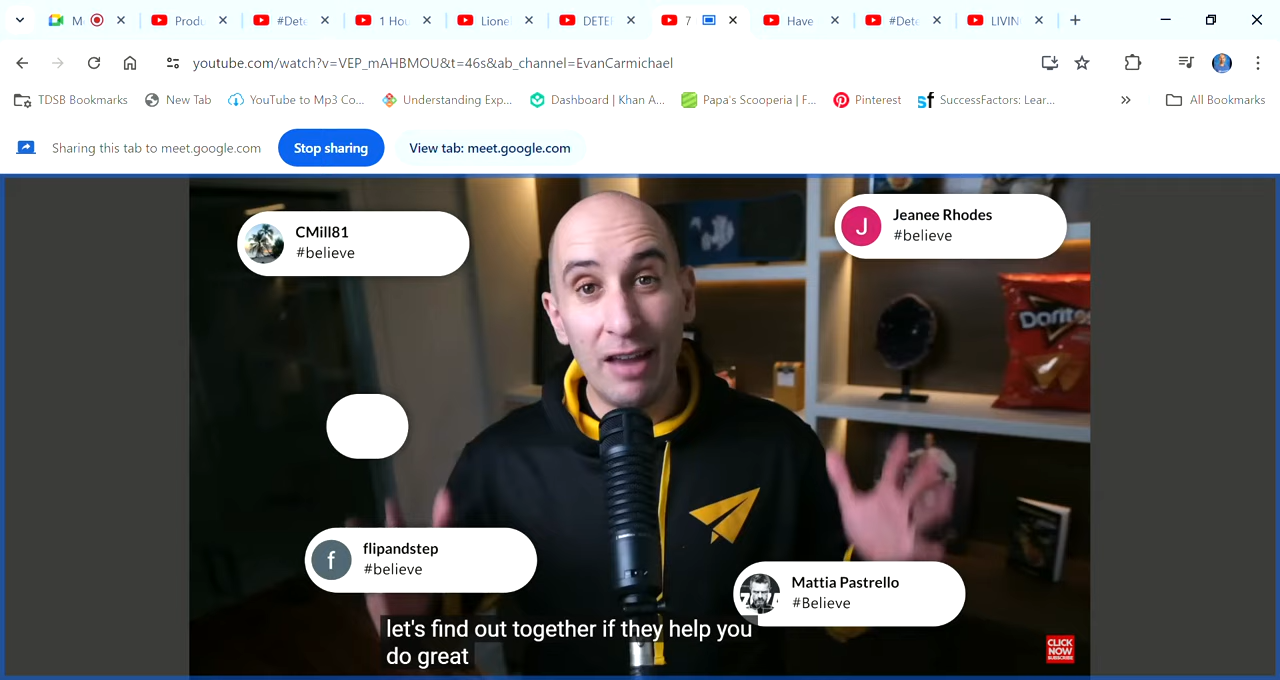 M
Produ
#Dete
1 Hou
Lione
DETE
7
Have
#Dete
LIVIN
youtube.com/watch?v=VEP_mAHBMOU&t=46s&ab_channel=EvanCarmichael
TDSB Bookmarks
New Tab
YouTube to Mp3 Co...
Understanding Exp...
Dashboard | Khan A...
Papa's Scooperia | F...
Pinterest
SuccessFactors: Lear...
All Bookmarks
Sharing this tab to meet.google.com
Stop sharing
View tab: meet.google.com
CMill81
#believe
J
Jeanee Rhodes
#believe
Doritos
f
flipandstep
#believe
Mattia Pastrello
#Believe
let's find out together if they help you
do great
CLICK
NOW
SUBSCRIBE